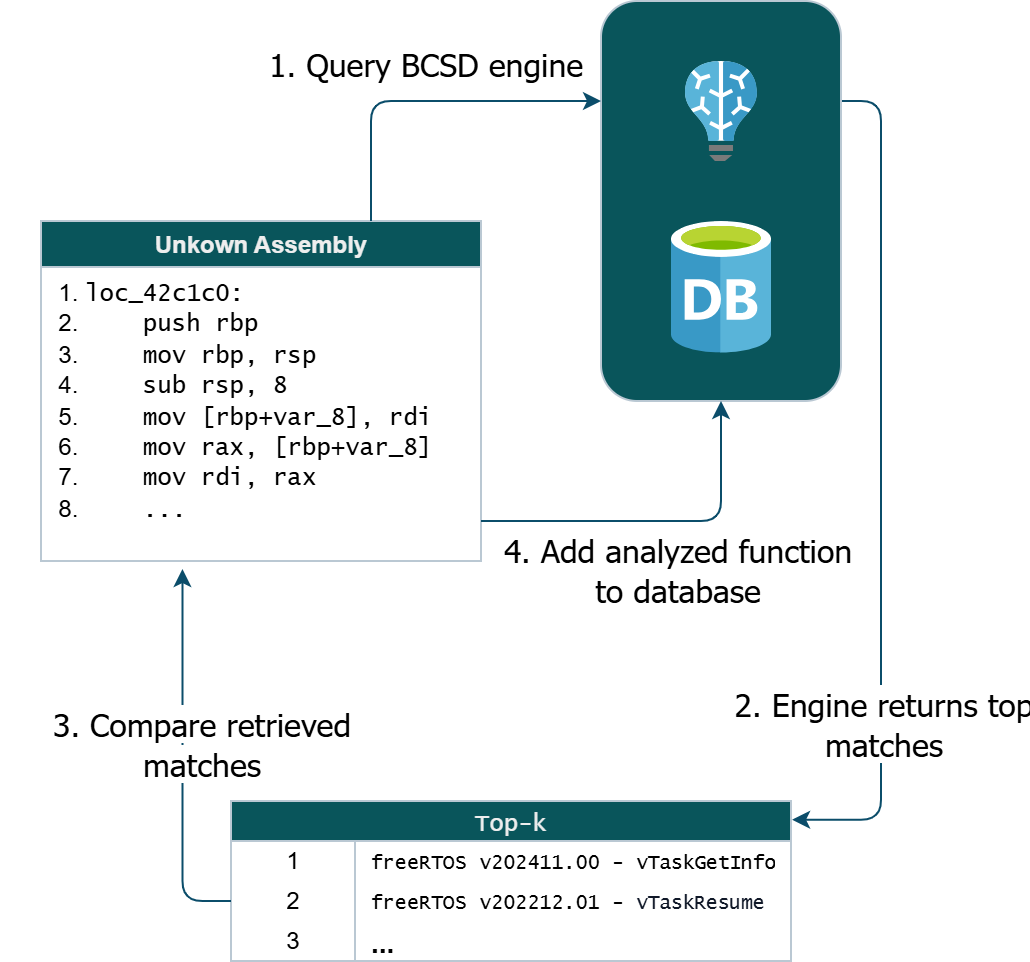 1. Query BCSD engine
DB
Unkown Assembly
1. loc_42c1c0:
2. push rbp
3. mov rbp, rsp
4. sub rsp, 8
5. mov [rbp+var_8], rdi
6. mov rax, [rbp+var_8]
7. mov rdi, rax
8. ...
4. Add analyzed function
to database
2. Engine returns top
matches
3. Compare retrieved
matches
Top-k
1 freeRTOS v202411.00 - vTaskGetInfo
2 freeRTOS v202212.01 - vTaskResume
3 ...